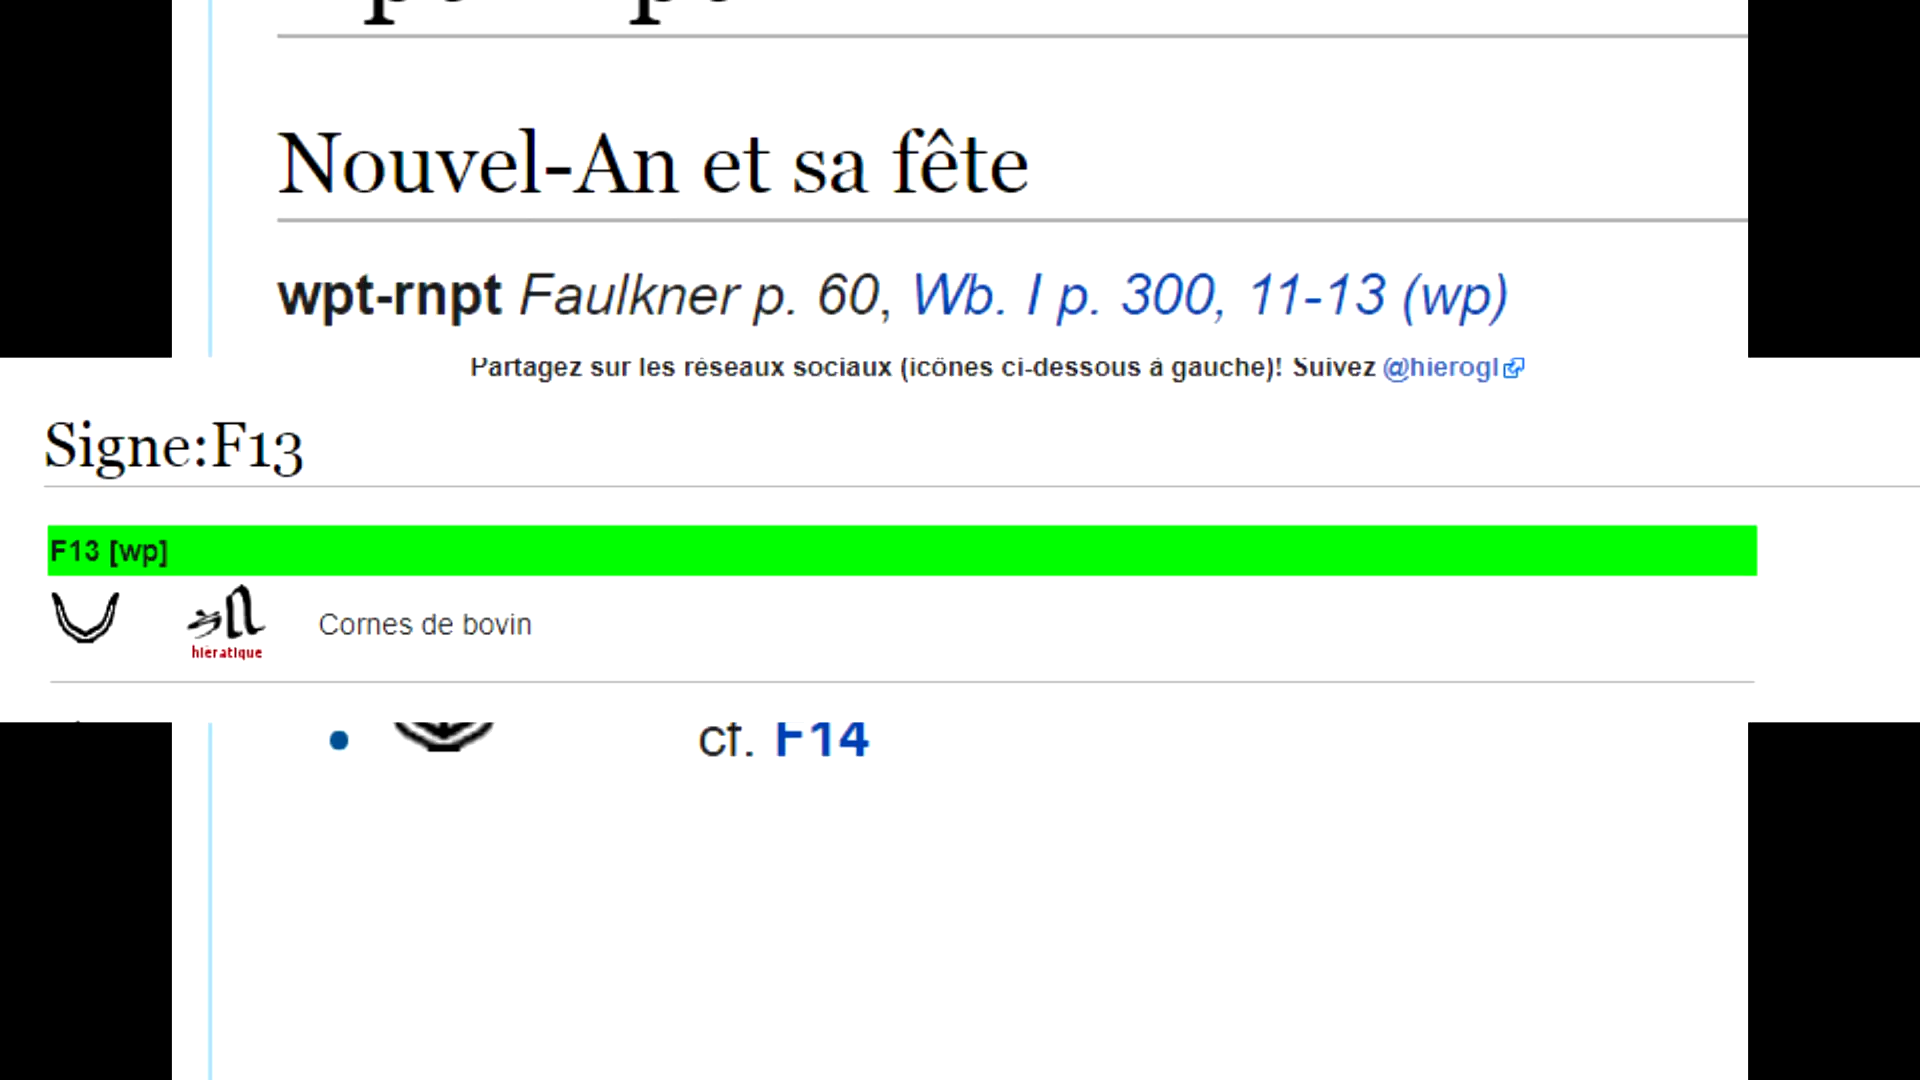 Nouvel-An et sa fête
wpt-rnpt Faulkner p. 60, Wb. I p. 300, 11-13 (wp)
Partagez sur les réseaux sociaux (icônes ci-dessous à gauche)! Suivez @hierogl
Signe:F13
F13 [wp]
hiératique
Cornes de bovin
cf. F14